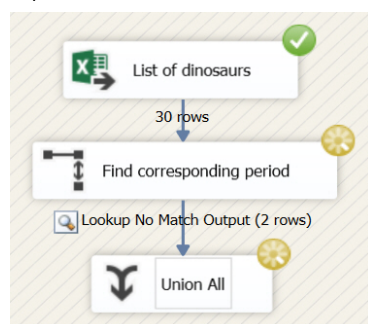 List of dinosaurs
30 rows
Find corresponding period
Lookup No Match Output (2 rows)
Union All